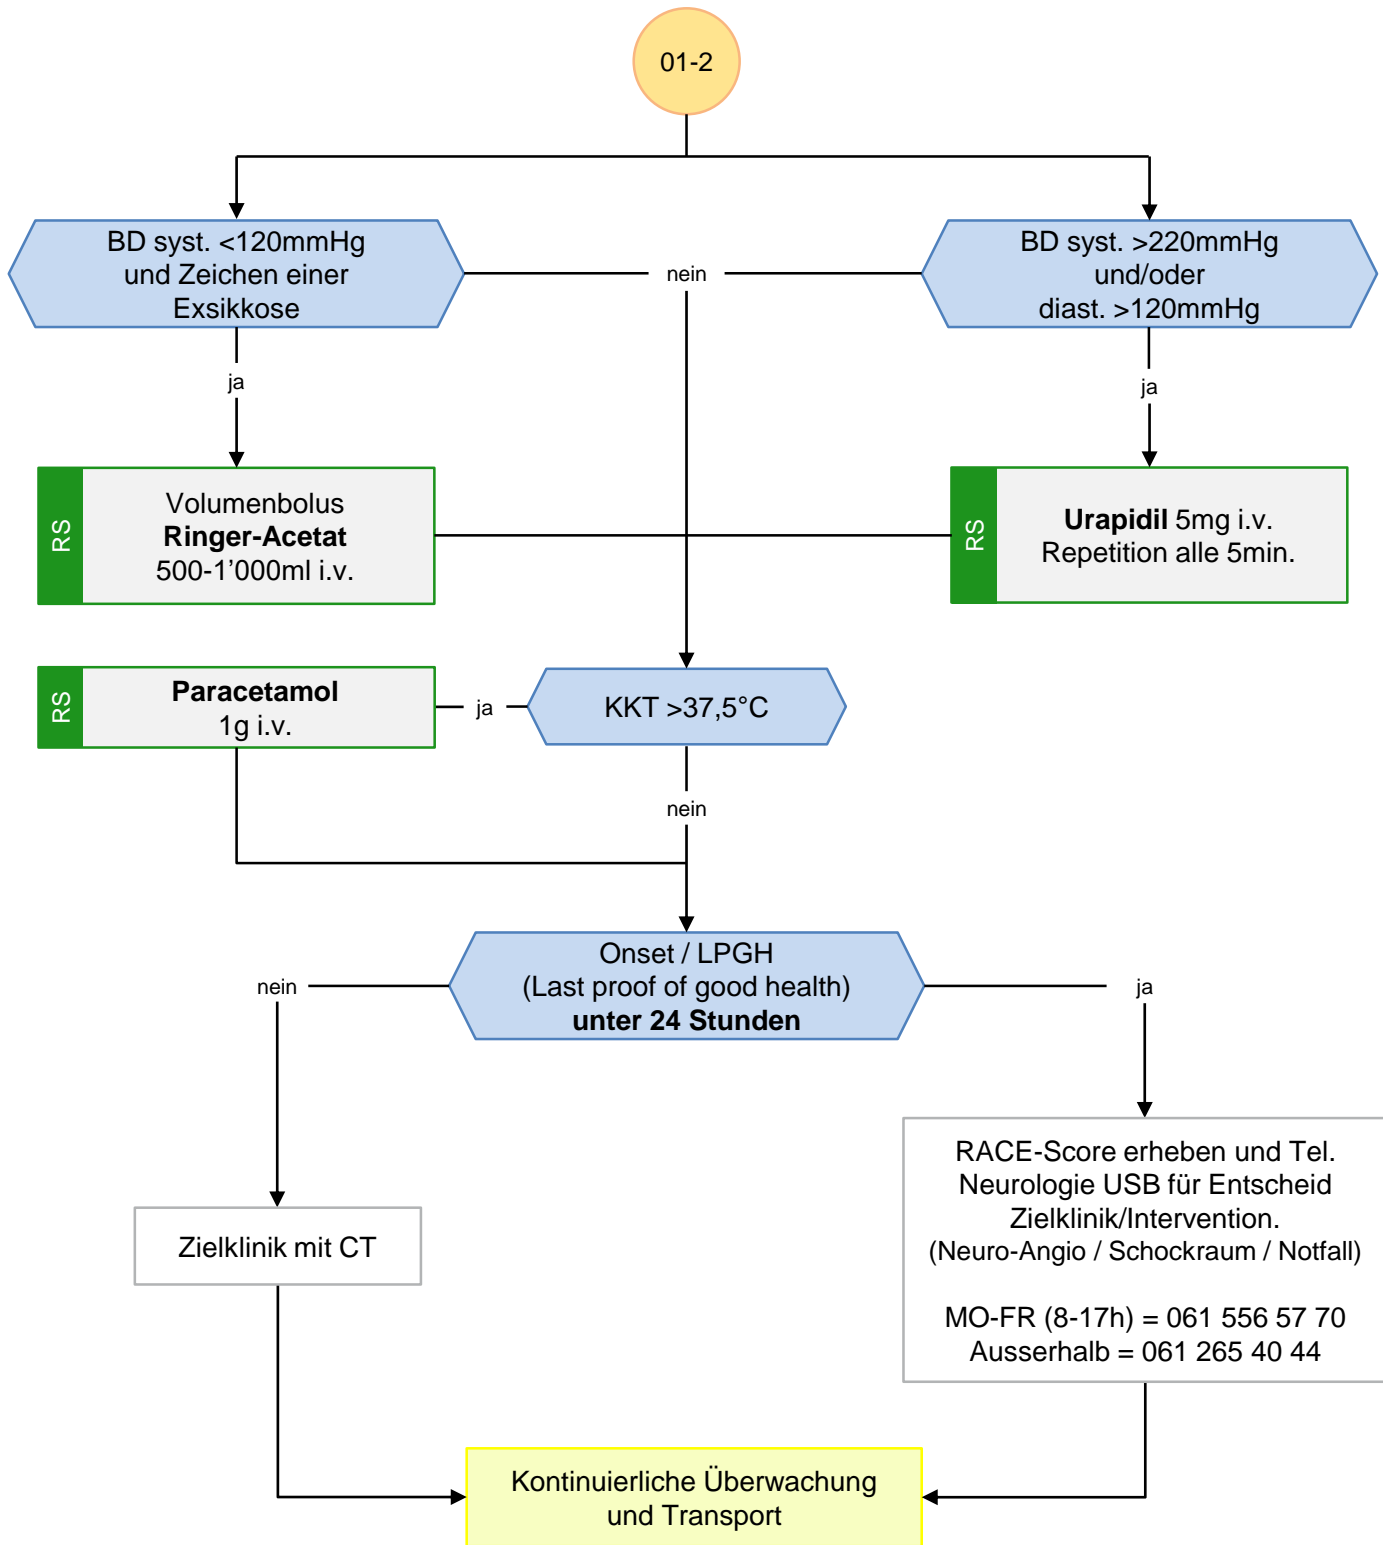 01-2
BD syst. <120mmHg
und Zeichen einer
Exsikkose
nein
BD syst. >220mmHg
und/oder
diast. >120mmHg
ja
ja
RS
Volumenbolus
Ringer-Acetat
500-1’000ml i.v.
RS
Urapidil 5mg i.v.
Repetition alle 5min.
RS
Paracetamol
1g i.v.
ja
KKT >37,5°C
nein
Onset / LPGH
(Last proof of good health)
unter 24 Stunden
nein
ja
Zielklinik mit CT
RACE-Score erheben und Tel.
Neurologie USB für Entscheid
Zielklinik/Intervention.
(Neuro-Angio / Schockraum / Notfall)
MO-FR (8-17h) = 061 556 57 70
Ausserhalb = 061 265 40 44
Kontinuierliche Überwachung
und Transport